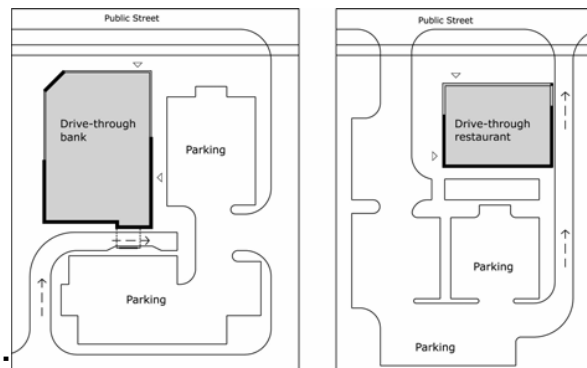 Public Street
Drive-through
bank
Parking
Parking
Public Street
Drive-through
restaurant
Parking
Parking